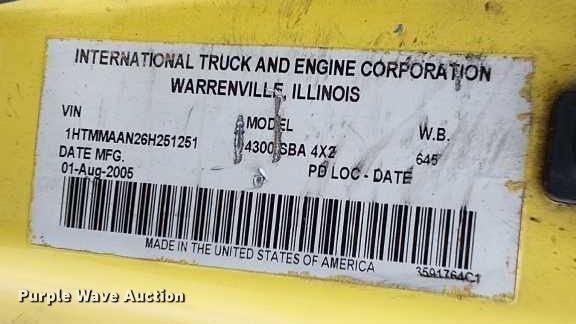 INTERNATIONAL TRUCK AND ENGINE CORPORATION
WARRENVILLE, ILLINOIS
VIN MODEL W.B.
1HTMMAAN26H251251 4300 SBA 4X2 645
DATE MFG. PD LOC - DATE
01-Aug-2005
MADE IN THE UNITED STATES OF AMERICA
3591764C1
Purple Wave Auction